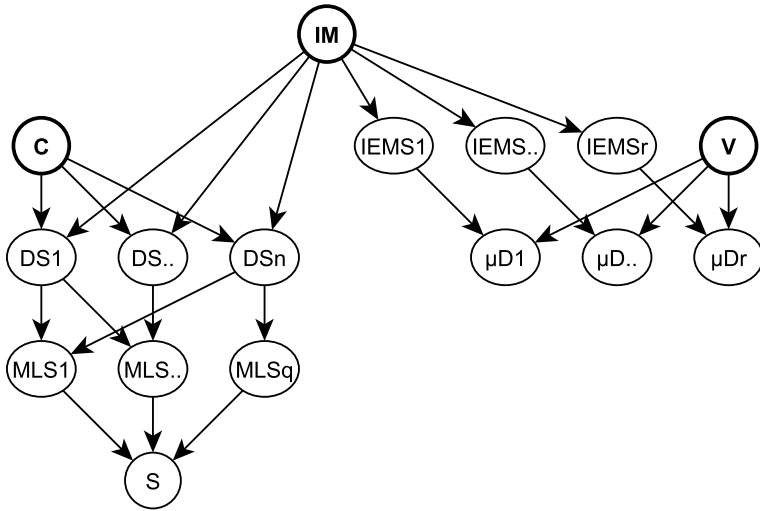 IM
C
IEMS1
IEMS..
IEMSr
V
DS1
DS..
DSn
µD1
µD..
µDr
MLS1
MLS..
MLSq
S